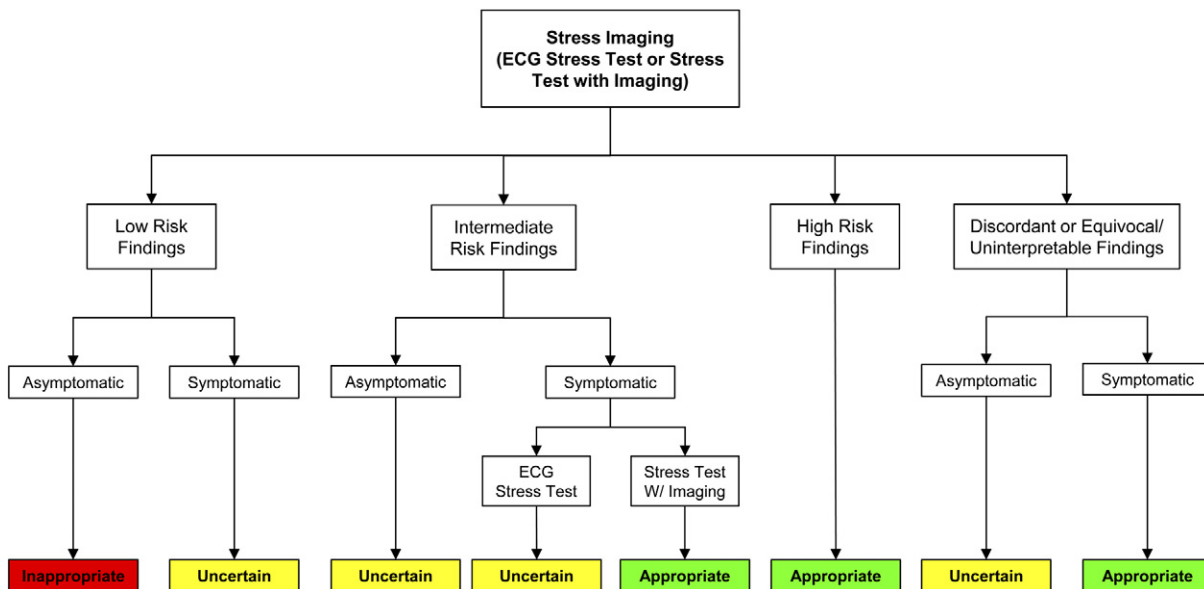 Stress Imaging
(ECG Stress Test or Stress
Test with Imaging)
Low Risk
Findings
Intermediate
Risk Findings
High Risk
Findings
Discordant or Equivocal/
Uninterpretable Findings
Asymptomatic
Symptomatic
Asymptomatic
Symptomatic
Asymptomatic
Symptomatic
ECG
Stress Test
Stress Test
W/ Imaging
Inappropriate
Uncertain
Uncertain
Uncertain
Appropriate
Appropriate
Uncertain
Appropriate